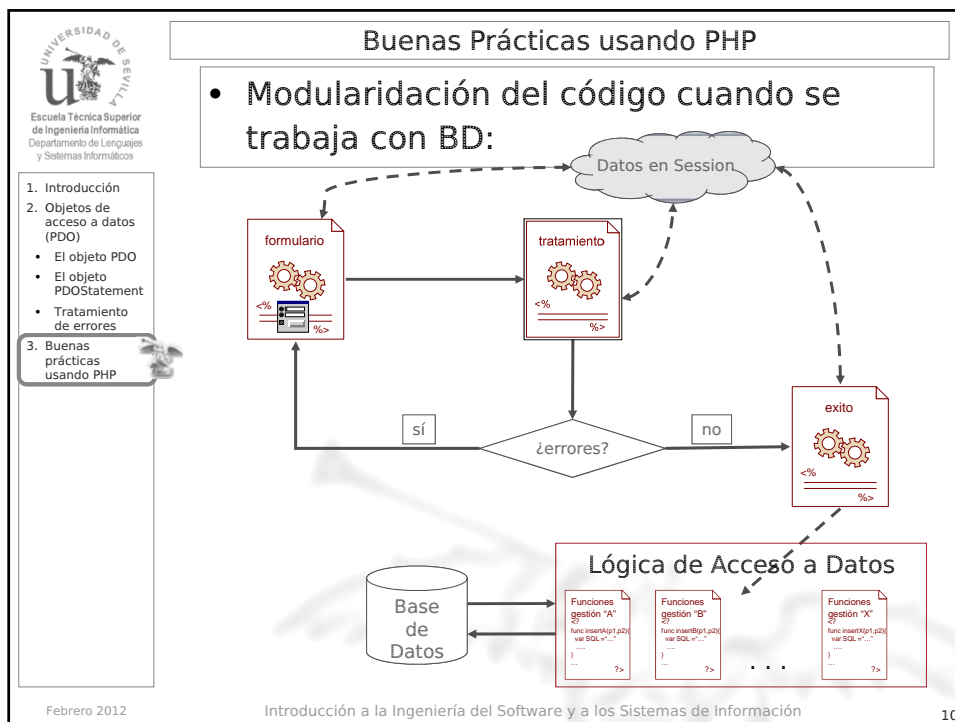 UNIVERSIDAD DE SEVILLA
Escuela Técnica Superior
de Ingeniería Informática
Departamento de Lenguajes
y Sistemas Informáticos
Buenas Prácticas usando PHP
• Modularidación del código cuando se
trabaja con BD:
1. Introducción
2. Objetos de
acceso a datos
(PDO)
• El objeto PDO
• El objeto
PDOStatement
• Tratamiento
de errores
3. Buenas
prácticas
usando PHP
Datos en Session
formulario
<%
%>
tratamiento
<%
%>
sí
¿errores?
no
exito
<%
%>
Lógica de Acceso a Datos
Base
de
Datos
Funciones
gestión "A"
<?
func insertA(p1,p2){
var SQL ="..."
....
}
...
?>
Funciones
gestión "B"
<?
func insertB(p1,p2){
var SQL ="..."
....
}
...
?>
. . .
Funciones
gestión "X"
<?
func insertX(p1,p2){
var SQL ="..."
....
}
...
?>
Febrero 2012
Introducción a la Ingeniería del Software y a los Sistemas de Información
10